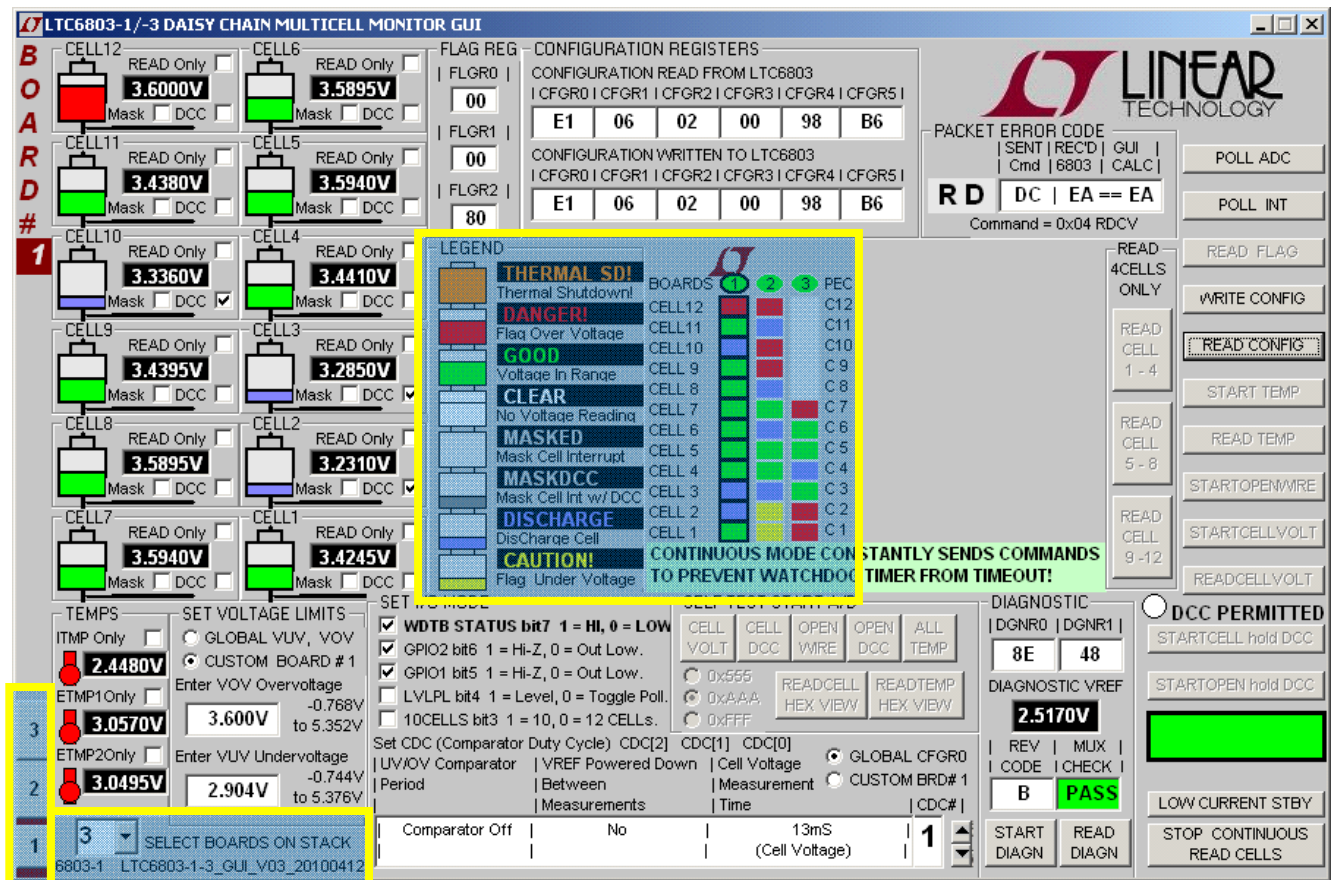 LTC6803-1/-3 DAISY CHAIN MULTICELL MONITOR GUI
BOARD#
1
CELL12
READ Only
3.6000V
Mask DCC
CELL6
READ Only
3.5895V
Mask DCC
CELL11
READ Only
3.4380V
Mask DCC
CELL5
READ Only
3.5940V
Mask DCC
CELL10
READ Only
3.3360V
Mask DCC
CELL4
READ Only
3.4410V
Mask DCC
CELL9
READ Only
3.4395V
Mask DCC
CELL3
READ Only
3.2850V
Mask DCC
CELL8
READ Only
3.5895V
Mask DCC
CELL2
READ Only
3.2310V
Mask DCC
CELL7
READ Only
3.5940V
Mask DCC
CELL1
READ Only
3.4245V
Mask DCC
FLAG REG
| FLGR0 |
00
| FLGR1 |
00
| FLGR2 |
80
CONFIGURATION REGISTERS
CONFIGURATION READ FROM LTC6803
| CFGR0 | CFGR1 | CFGR2 | CFGR3 | CFGR4 | CFGR5 |
E1 06 02 00 98 B6
CONFIGURATION WRITTEN TO LTC6803
| CFGR0 | CFGR1 | CFGR2 | CFGR3 | CFGR4 | CFGR5 |
E1 06 02 00 98 B6
LINEAR
TECHNOLOGY
PACKET ERROR CODE
| SENT | REC'D | GUI |
| Cmd | 6803 | CALC |
RD DC | EA == EA
Command = 0x04 RDCV
LEGEND
THERMAL SD!
Thermal Shutdown!
DANGER!
Flag Over Voltage
GOOD
Voltage In Range
CLEAR
No Voltage Reading
MASKED
Mask Cell Interrupt
MASKDCC
Mask Cell Int w/ DCC
DISCHARGE
DisCharge Cell
CAUTION!
Flag Under Voltage
BOARDS 1 2 3 PEC
CELL12 C12
CELL11 C11
CELL10 C10
CELL 9 C 9
CELL 8 C 8
CELL 7 C 7
CELL 6 C 6
CELL 5 C 5
CELL 4 C 4
CELL 3 C 3
CELL 2 C 2
CELL 1 C 1
CONTINUOUS MODE CONSTANTLY SENDS COMMANDS
TO PREVENT WATCHDOG TIMER FROM TIMEOUT!
READ
4CELLS
ONLY
READ
CELL
1 - 4
READ
CELL
5 - 8
READ
CELL
9 -12
POLL ADC
POLL INT
READ FLAG
WRITE CONFIG
READ CONFIG
START TEMP
READ TEMP
STARTOPENWIRE
STARTCELLVOLT
READCELLVOLT
DCC PERMITTED
STARTCELL hold DCC
STARTOPEN hold DCC
LOW CURRENT STBY
STOP CONTINUOUS
READ CELLS
TEMPS
ITMP Only
2.4480V
ETMP1Only
3.0570V
ETMP2Only
3.0495V
SET VOLTAGE LIMITS
GLOBAL VUV, VOV
CUSTOM BOARD # 1
Enter VOV Overvoltage
3.600V
-0.768V
to 5.352V
Enter VUV Undervoltage
2.904V
-0.744V
to 5.376V
3
2
1
3
SELECT BOARDS ON STACK
6803-1 LTC6803-1-3_GUI_V03_20100412
WDTB STATUS bit7 1 = HI, 0 = LOW
GPIO2 bit6 1 = Hi-Z, 0 = Out Low.
GPIO1 bit5 1 = Hi-Z, 0 = Out Low.
LVLPL bit4 1 = Level, 0 = Toggle Poll.
10CELLS bit3 1 = 10, 0 = 12 CELLs.
CELL
VOLT
CELL
DCC
OPEN
WIRE
OPEN
DCC
ALL
TEMP
0x555
0xAAA
0xFFF
READCELL
HEX VIEW
READTEMP
HEX VIEW
Set CDC (Comparator Duty Cycle) CDC[2] CDC[1] CDC[0]
GLOBAL CFGR0
CUSTOM BRD# 1
| UV/OV Comparator | VREF Powered Down | Cell Voltage
| Period | Between | Measurement
| | Measurements | Time | CDC# |
| Comparator Off | No | 13mS | 1
| | | (Cell Voltage) |
DIAGNOSTIC
| DGNR0 | DGNR1 |
8E 48
DIAGNOSTIC VREF
2.5170V
| REV | MUX |
| CODE | CHECK |
B PASS
START
DIAGN
READ
DIAGN